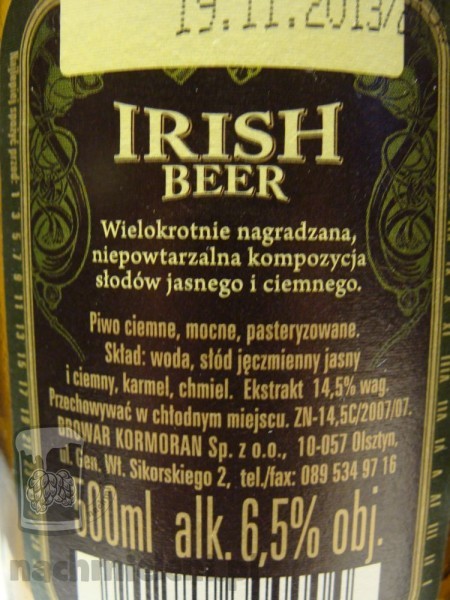 19.11.2013
IRISH
BEER
Wielokrotnie nagradzana,
niepowtarzalna kompozycja
słodów jasnego i ciemnego.
Piwo ciemne, mocne, pasteryzowane.
Skład: woda, słód jęczmienny jasny
i ciemny, karmel, chmiel. Ekstrakt 14,5% wag.
Przechowywać w chłodnym miejscu. ZN-14,5C/2007/07.
BROWAR KORMORAN Sp. z o.o., 10-057 Olsztyn,
ul. Gen. Wł. Sikorskiego 2, tel./fax: 089 534 97 16
500ml alk. 6,5% obj.